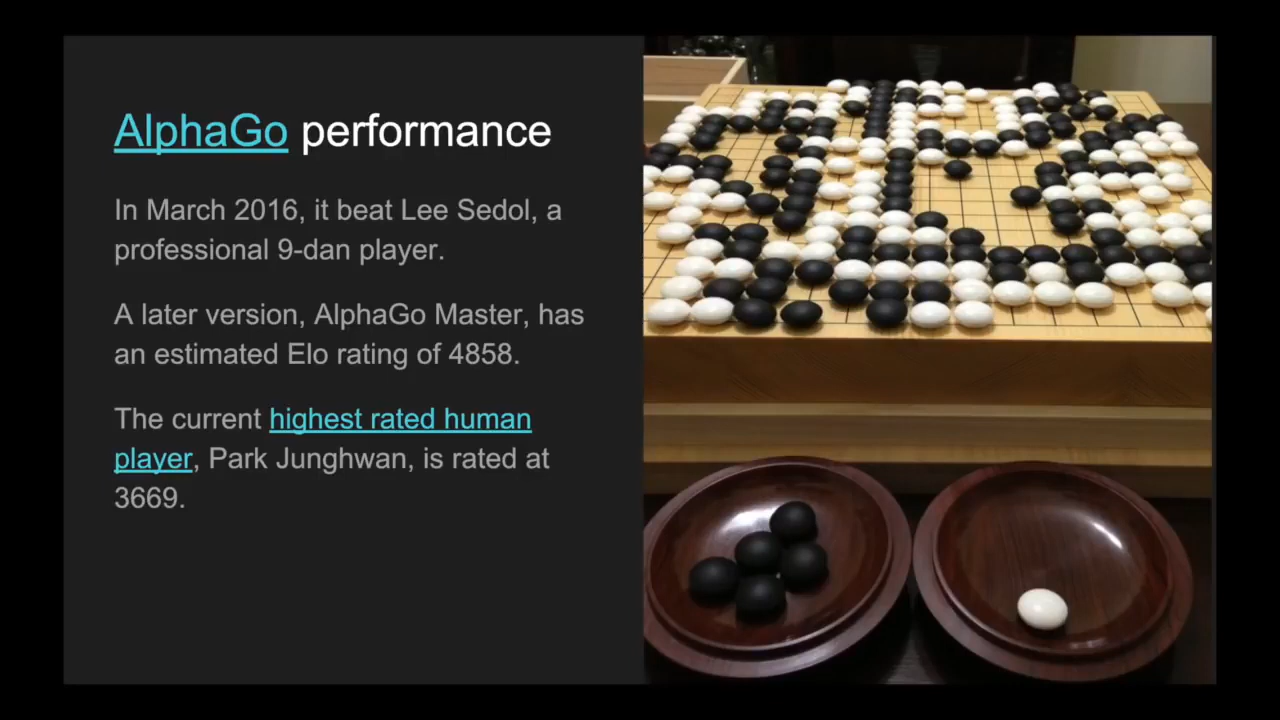 AlphaGo performance
In March 2016, it beat Lee Sedol, a
professional 9-dan player.
A later version, AlphaGo Master, has
an estimated Elo rating of 4858.
The current highest rated human
player, Park Junghwan, is rated at
3669.